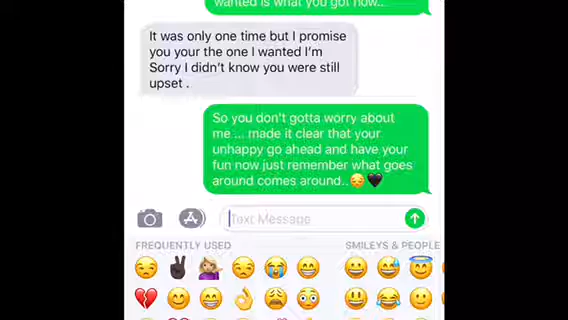 wanted is what you got now..
It was only one time but I promise
you your the one I wanted I'm
Sorry I didn't know you were still
upset .
So you don't gotta worry about
me ... made it clear that your
unhappy go ahead and have your
fun now just remember what goes
around comes around..😔🖤
Text Message
FREQUENTLY USED
SMILEYS & PEOPLE